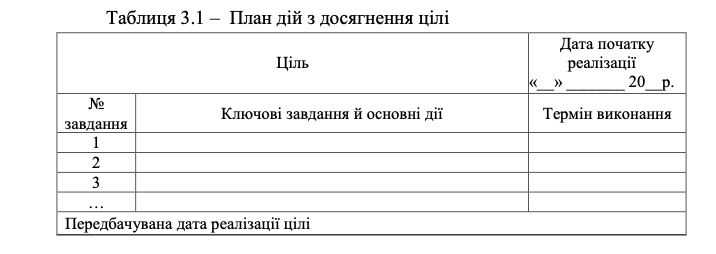 Таблиця 3.1 – План дій з досягнення цілі
Ціль
Дата початку
реалізації
«__» _______ 20__р.
№
завдання
Ключові завдання й основні дії
Термін виконання
1
2
3
…
Передбачувана дата реалізації цілі